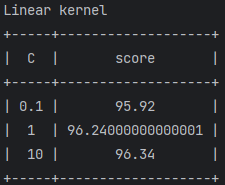 Linear kernel
+-----+-------------------+
|  C  |       score       |
+-----+-------------------+
| 0.1 |       95.92       |
|  1  | 96.24000000000001 |
|  10 |       96.34       |
+-----+-------------------+